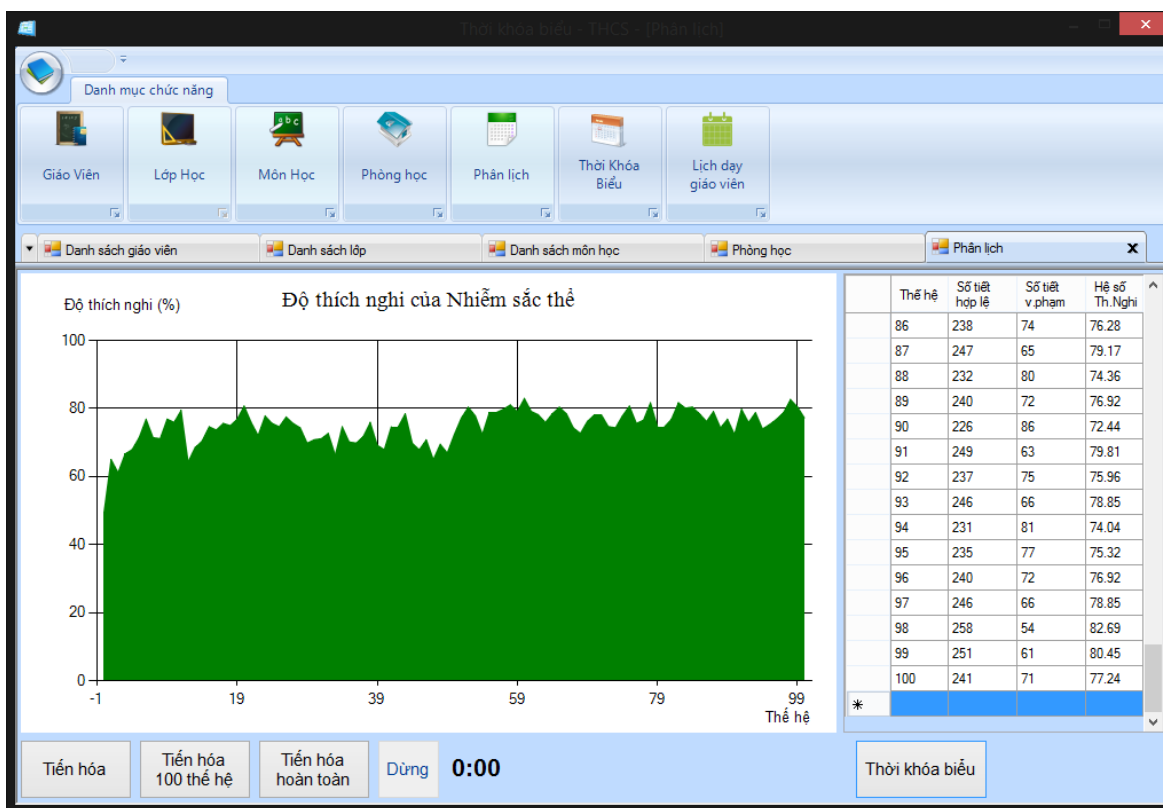 Thời khóa biểu - THCS - [Phân lịch]
Danh mục chức năng
Giáo Viên
Lớp Học
Môn Học
Phòng học
Phân lịch
Thời Khóa
Biểu
Lịch dạy
giáo viên
Danh sách giáo viên
Danh sách lớp
Danh sách môn học
Phòng học
Phân lịch
Độ thích nghi (%)
Độ thích nghi của Nhiễm sắc thể
100
80
60
40
20
0
-1 19 39 59 79 99
Thế hệ
Thế hệ Số tiết hợp lệ Số tiết v.phạm Hệ số Th.Nghi
86 238 74 76.28
87 247 65 79.17
88 232 80 74.36
89 240 72 76.92
90 226 86 72.44
91 249 63 79.81
92 237 75 75.96
93 246 66 78.85
94 231 81 74.04
95 235 77 75.32
96 240 72 76.92
97 246 66 78.85
98 258 54 82.69
99 251 61 80.45
100 241 71 77.24
Tiến hóa
Tiến hóa
100 thế hệ
Tiến hóa
hoàn toàn
Dừng
0:00
Thời khóa biểu